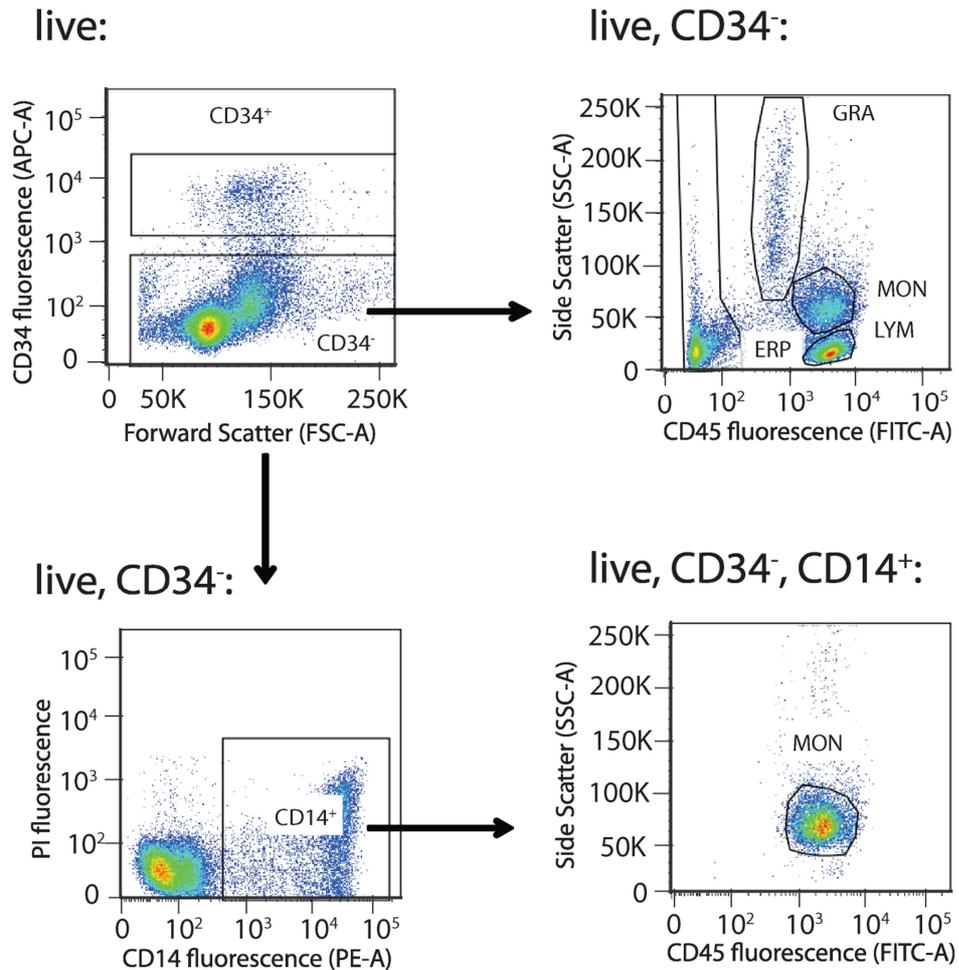 live:
CD34 fluorescence (APC-A)
10⁵
10⁴
10³
10²
0
CD34⁺
CD34⁻
0 50K 150K 250K
Forward Scatter (FSC-A)
live, CD34⁻:
Side Scatter (SSC-A)
250K
200K
150K
100K
50K
0
GRA
MON
LYM
ERP
0 10² 10³ 10⁴ 10⁵
CD45 fluorescence (FITC-A)
live, CD34⁻:
PI fluorescence
10⁵
10⁴
10³
10²
0
CD14⁺
0 10² 10³ 10⁴ 10⁵
CD14 fluorescence (PE-A)
live, CD34⁻, CD14⁺:
Side Scatter (SSC-A)
250K
200K
150K
100K
50K
0
MON
0 10² 10³ 10⁴ 10⁵
CD45 fluorescence (FITC-A)